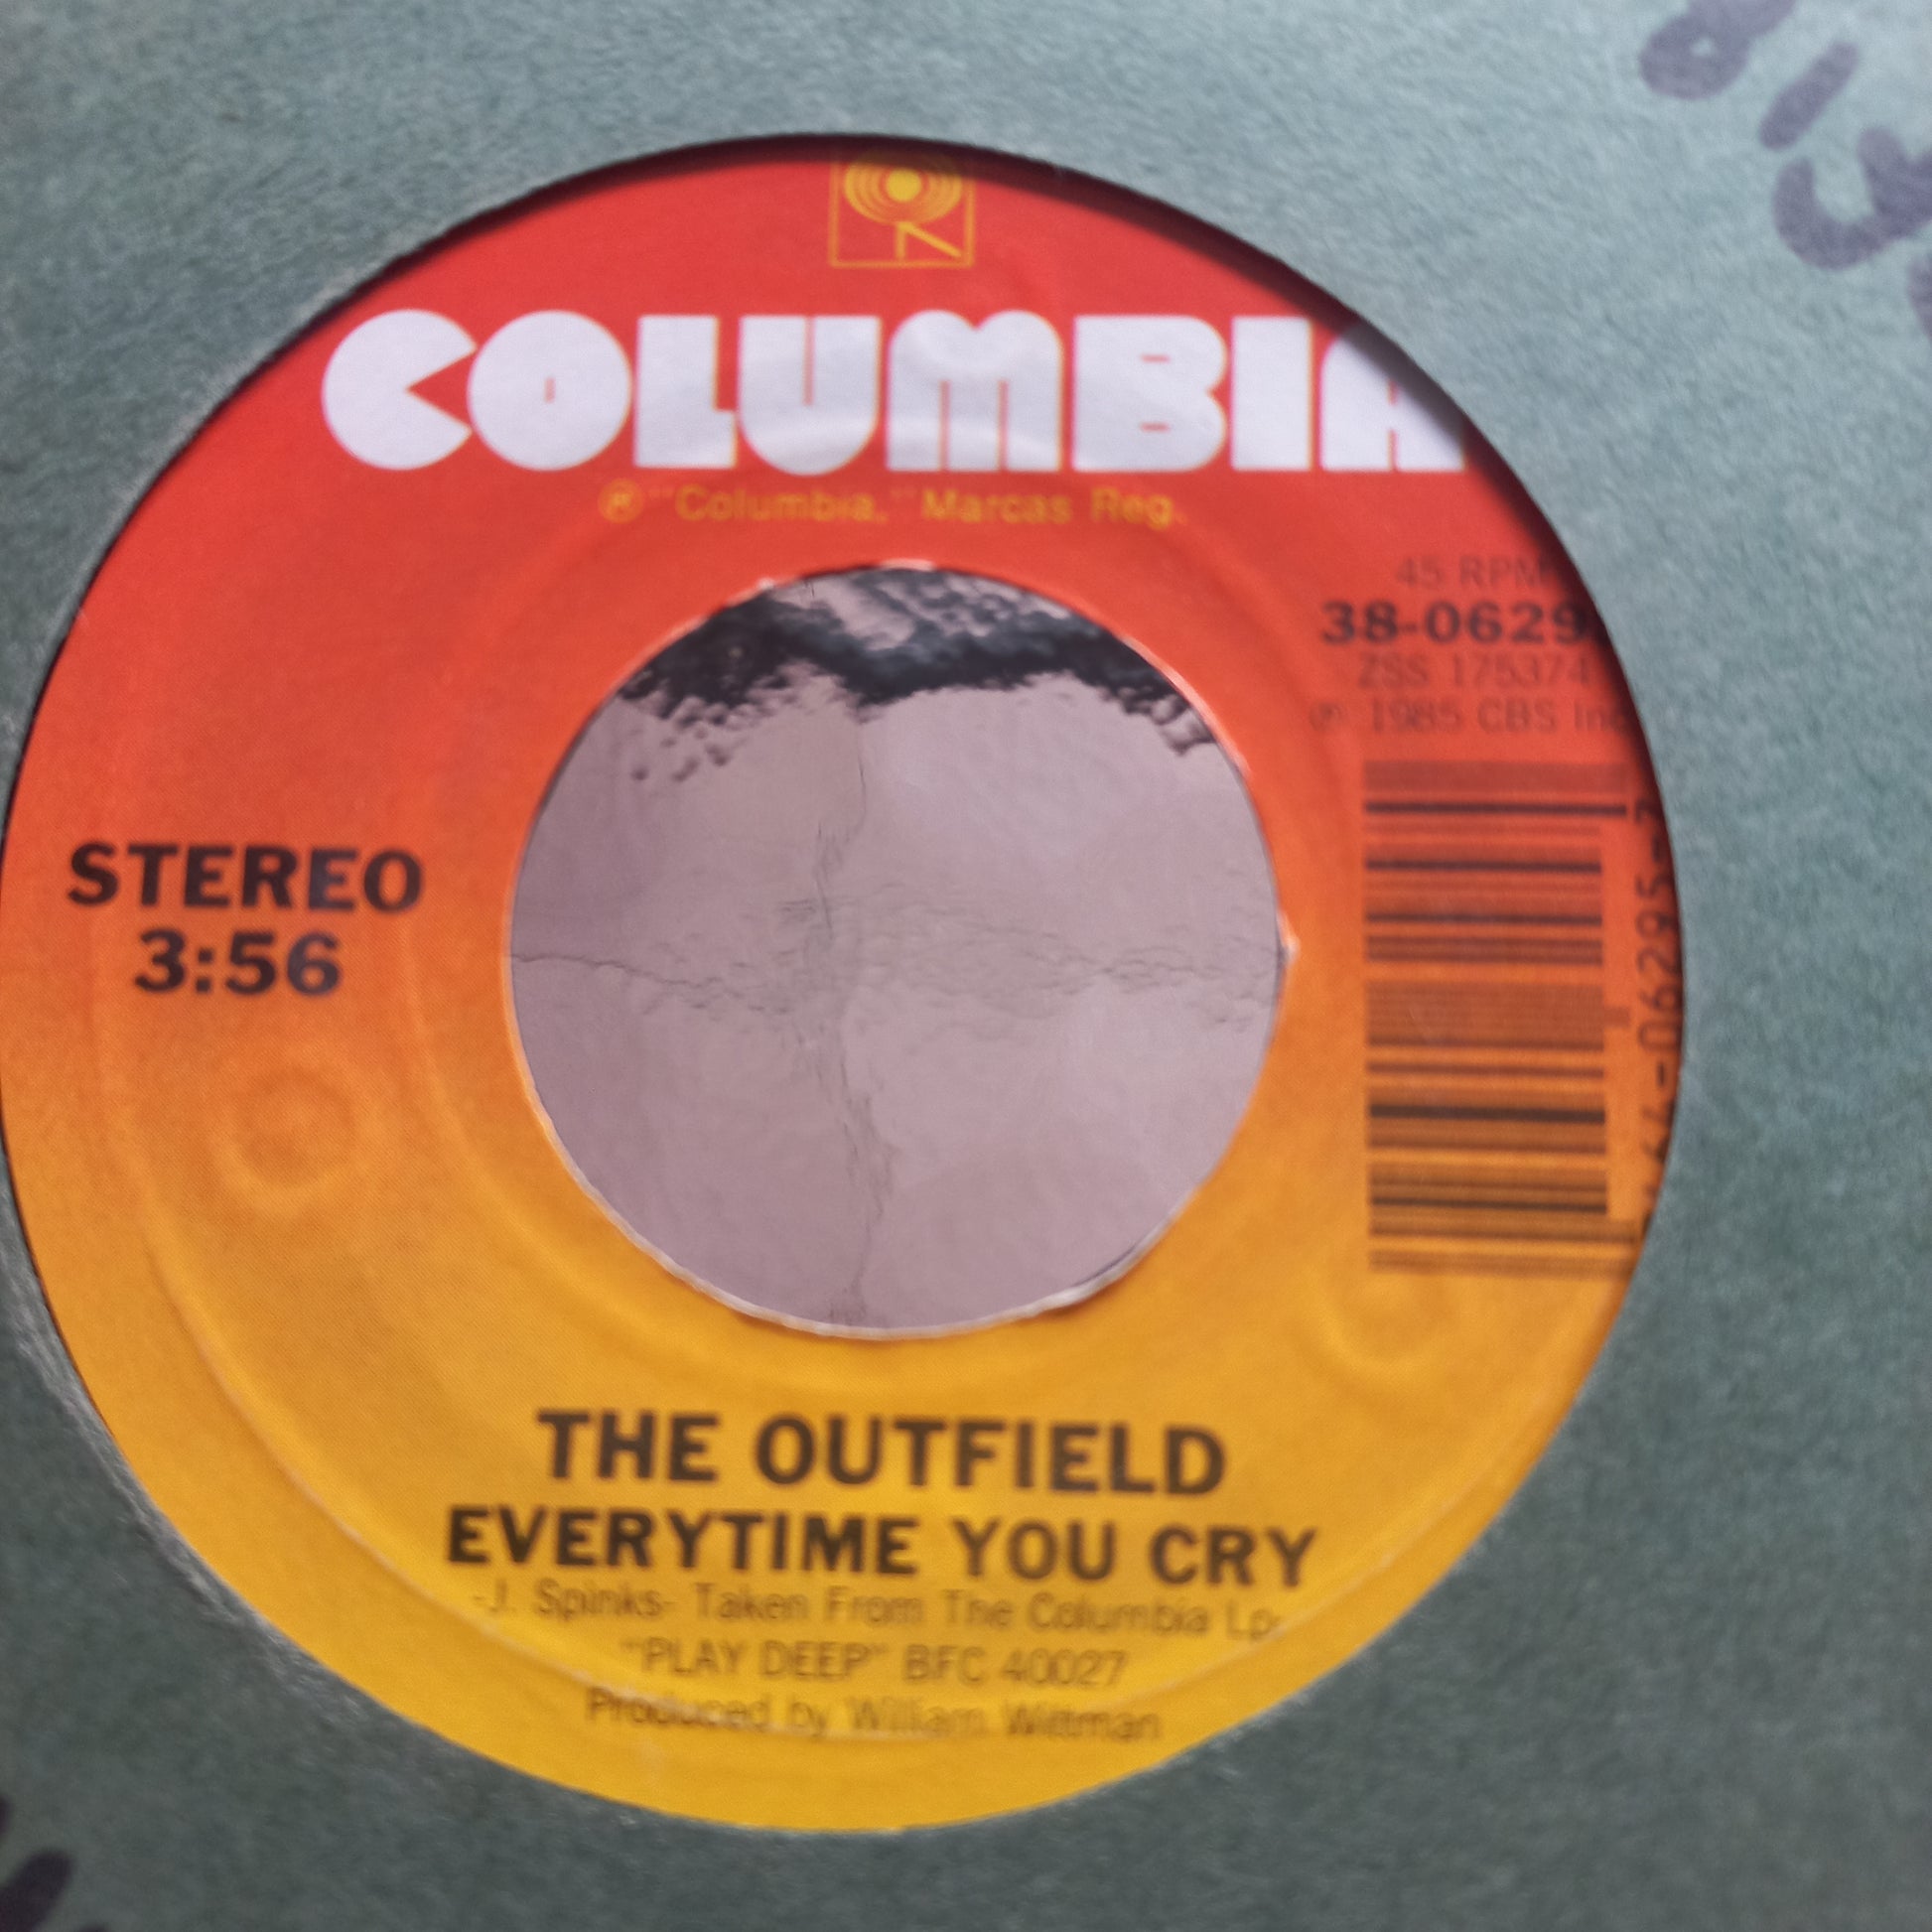 COLUMBIA
® "Columbia," Marcas Reg.
45 RPM
38-0629
ZSS 175374
℗ 1985 CBS Inc
06295
STEREO
3:56
THE OUTFIELD
EVERYTIME YOU CRY
-J. Spinks- Taken From The Columbia Lp-
"PLAY DEEP" BFC 40027
Produced by William Wittman